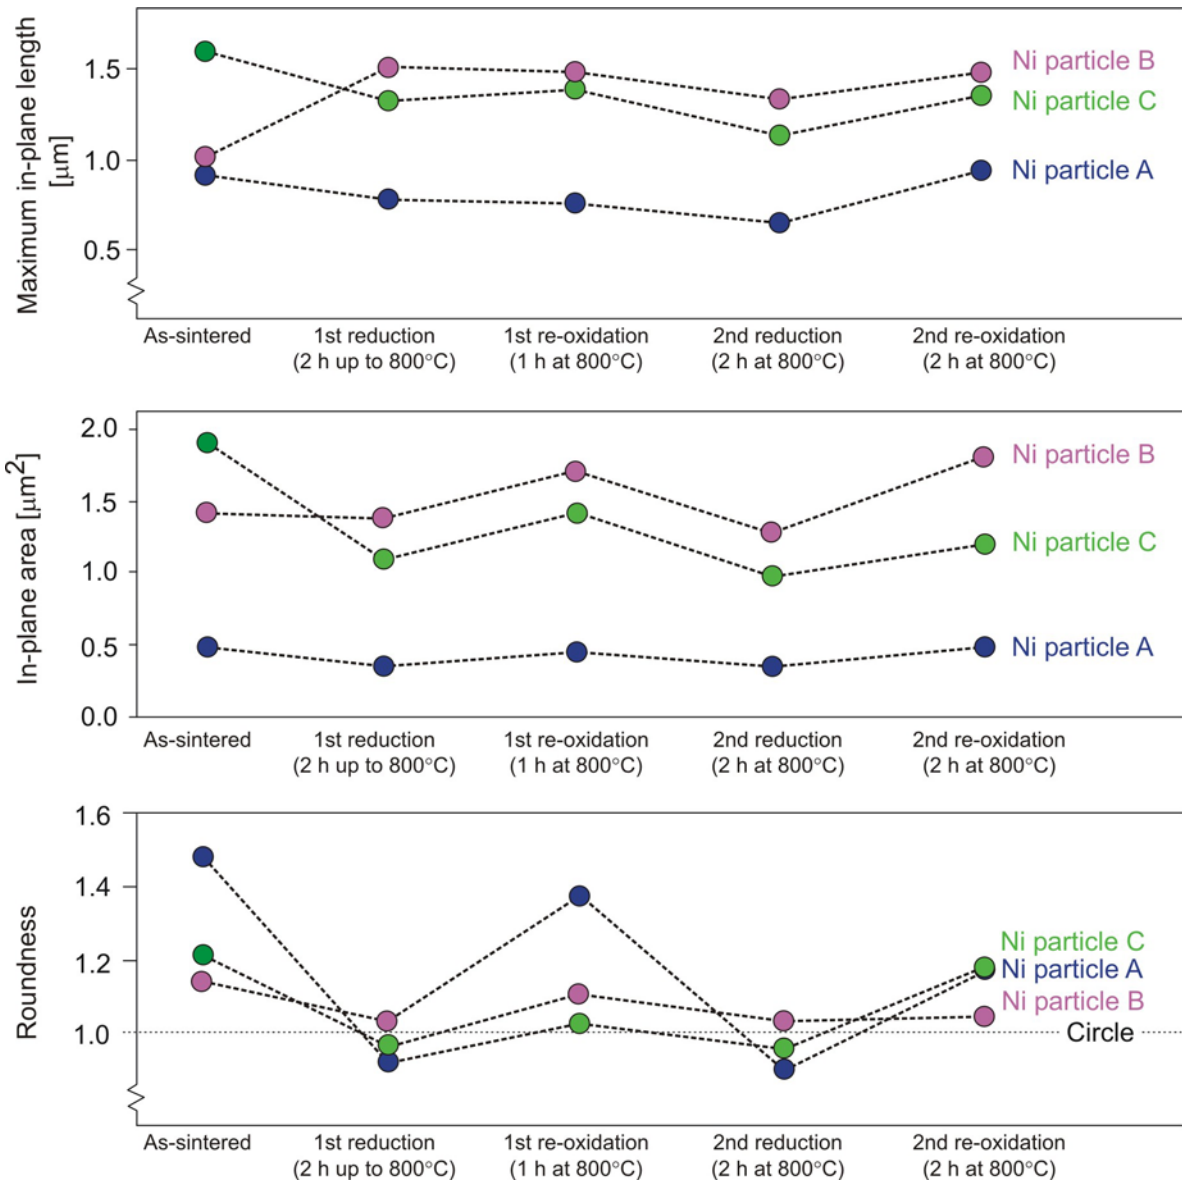 Maximum in-plane length
[μm]
1.5
1.0
0.5
Ni particle B
Ni particle C
Ni particle A
As-sintered
1st reduction
(2 h up to 800°C)
1st re-oxidation
(1 h at 800°C)
2nd reduction
(2 h at 800°C)
2nd re-oxidation
(2 h at 800°C)
In-plane area [μm²]
2.0
1.5
1.0
0.5
0.0
Ni particle B
Ni particle C
Ni particle A
As-sintered
1st reduction
(2 h up to 800°C)
1st re-oxidation
(1 h at 800°C)
2nd reduction
(2 h at 800°C)
2nd re-oxidation
(2 h at 800°C)
Roundness
1.6
1.4
1.2
1.0
Ni particle C
Ni particle A
Ni particle B
Circle
As-sintered
1st reduction
(2 h up to 800°C)
1st re-oxidation
(1 h at 800°C)
2nd reduction
(2 h at 800°C)
2nd re-oxidation
(2 h at 800°C)